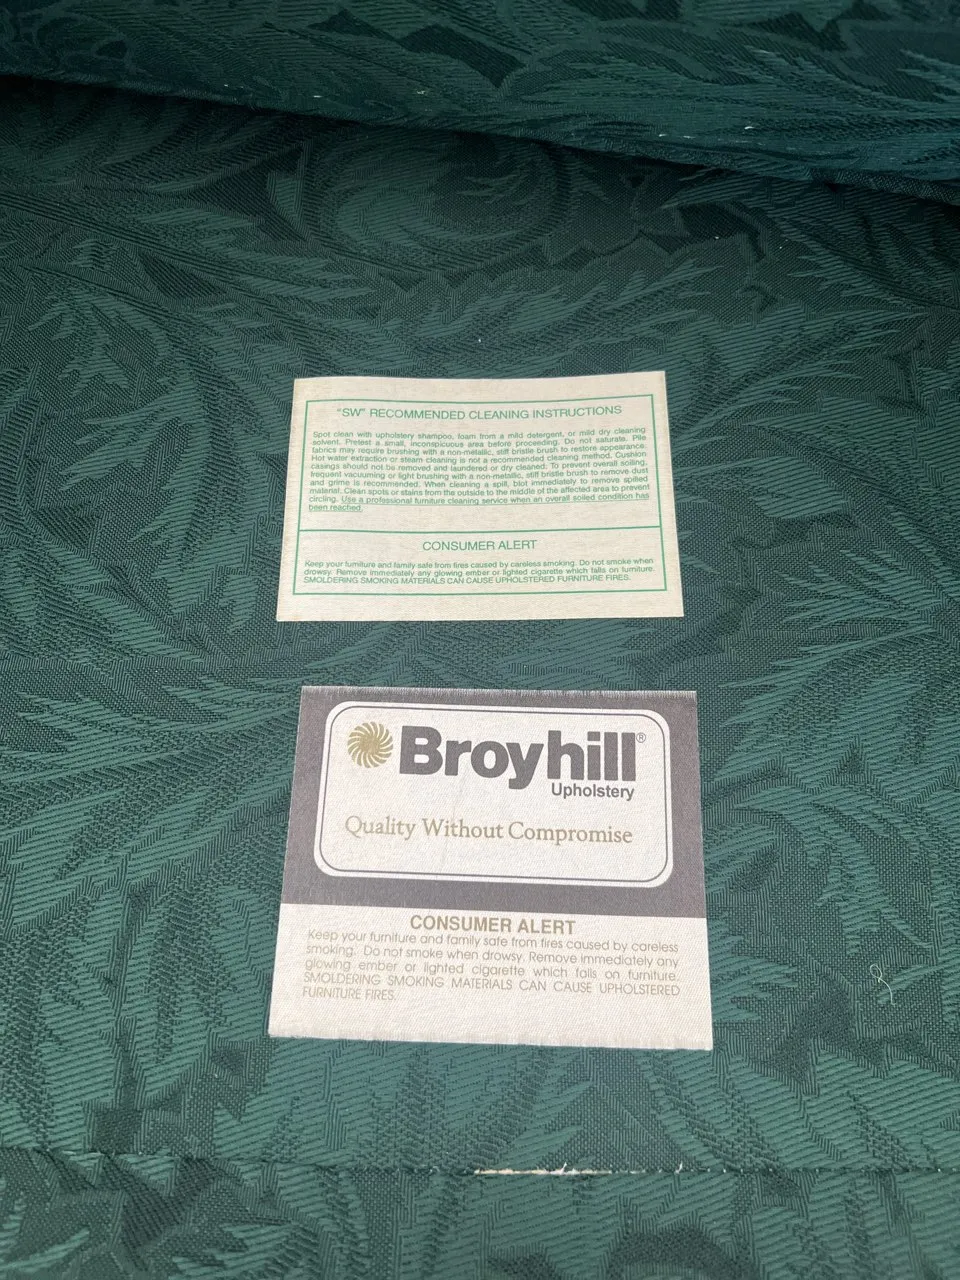 "SW" RECOMMENDED CLEANING INSTRUCTIONS
Spot clean with upholstery shampoo, foam from a mild detergent, or mild dry cleaning
solvent. Pretest a small, inconspicuous area before proceeding. Do not saturate. Pile
fabrics may require brushing with a non-metallic, stiff bristle brush to restore appearance.
Hot water extraction or steam cleaning is not a recommended cleaning method. Cushion
casings should not be removed and laundered or dry cleaned. To prevent overall soiling,
frequent vacuuming or light brushing with a non-metallic, stiff bristle brush to remove dust
and grime is recommended. When cleaning a spill, blot immediately to remove spilled
material. Clean spots or stains from the outside to the middle of the affected area to prevent
circling. Use a professional furniture cleaning service when an overall soiled condition has
been reached.
CONSUMER ALERT
Keep your furniture and family safe from fires caused by careless smoking. Do not smoke when
drowsy. Remove immediately any glowing ember or lighted cigarette which falls on furniture.
SMOLDERING SMOKING MATERIALS CAN CAUSE UPHOLSTERED FURNITURE FIRES.
Broyhill®
Upholstery
Quality Without Compromise
CONSUMER ALERT
Keep your furniture and family safe from fires caused by careless
smoking. Do not smoke when drowsy. Remove immediately any
glowing ember or lighted cigarette which falls on furniture.
SMOLDERING SMOKING MATERIALS CAN CAUSE UPHOLSTERED
FURNITURE FIRES.